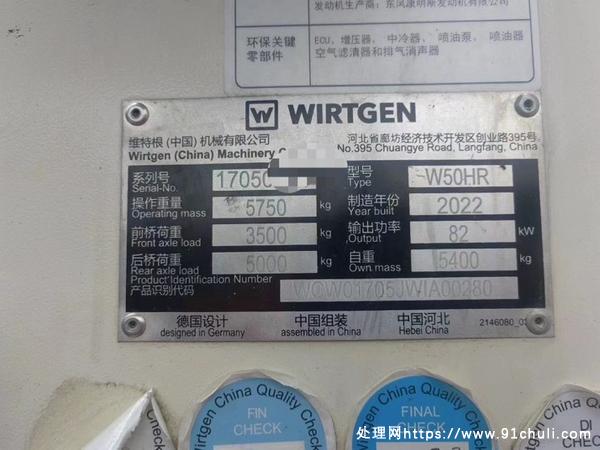 发动机生产商：东风康明斯发动机有限公司
环保关键零部件
ECU、增压器、中冷器、喷油泵、喷油器
空气滤清器和排气消声器
WIRTGEN
维特根（中国）机械有限公司
Wirtgen (China) Machinery
河北省廊坊经济技术开发区创业路395号
No.395 Chuangye Road, Langfang, China
系列号 Serial-No. 1705
型号 Type W50HR
操作重量 Operating mass 5750 kg
制造年份 Year built 2022
前桥荷重 Front axle load 3500 kg
输出功率 Output 82 kW
后桥荷重 Rear axle load 5000 kg
自重 Own mass 5400 kg
Product Identification Number
产品识别代码 WGW01705JWIA00280
德国设计 designed in Germany
中国组装 assembled in China
中国河北 Hebei China
2146080_0
Wirtgen China Quality Check
FIN CHECK
Wirtgen China Quality Check
FINAL CHECK
Wirtgen China Quality
DI CHECK
处理网https://www.91chuli.com/